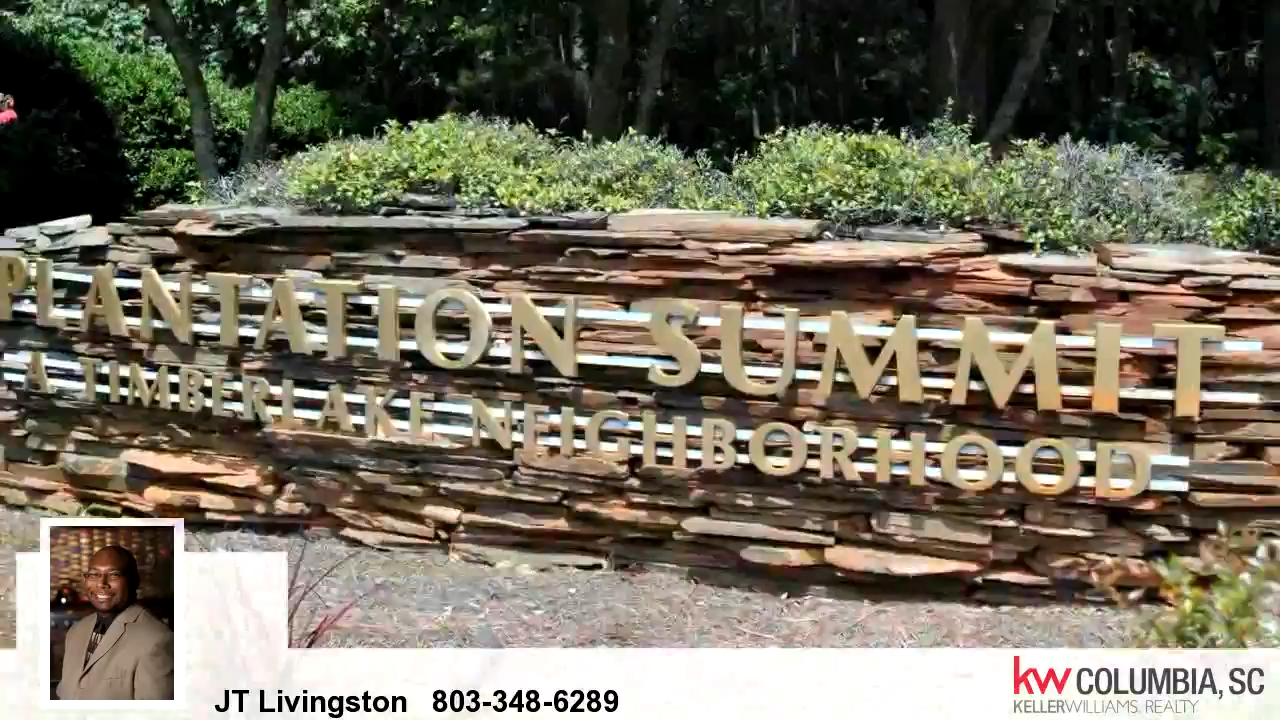 PLANTATION SUMMIT
A TIMBERLAKE NEIGHBORHOOD
JT Livingston 803-348-6289
kw COLUMBIA, SC
KELLERWILLIAMS. REALTY